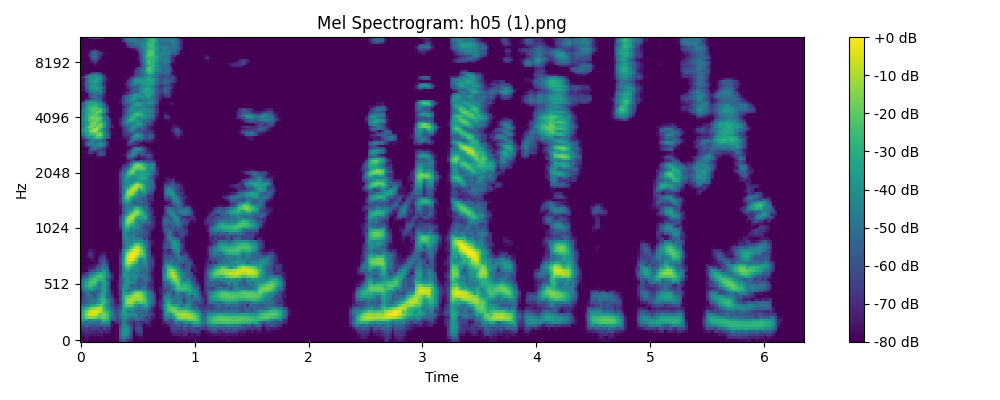 Mel Spectrogram: h05 (1).png
Hz
8192
4096
2048
1024
512
0
0 1 2 3 4 5 6
Time
+0 dB
-10 dB
-20 dB
-30 dB
-40 dB
-50 dB
-60 dB
-70 dB
-80 dB